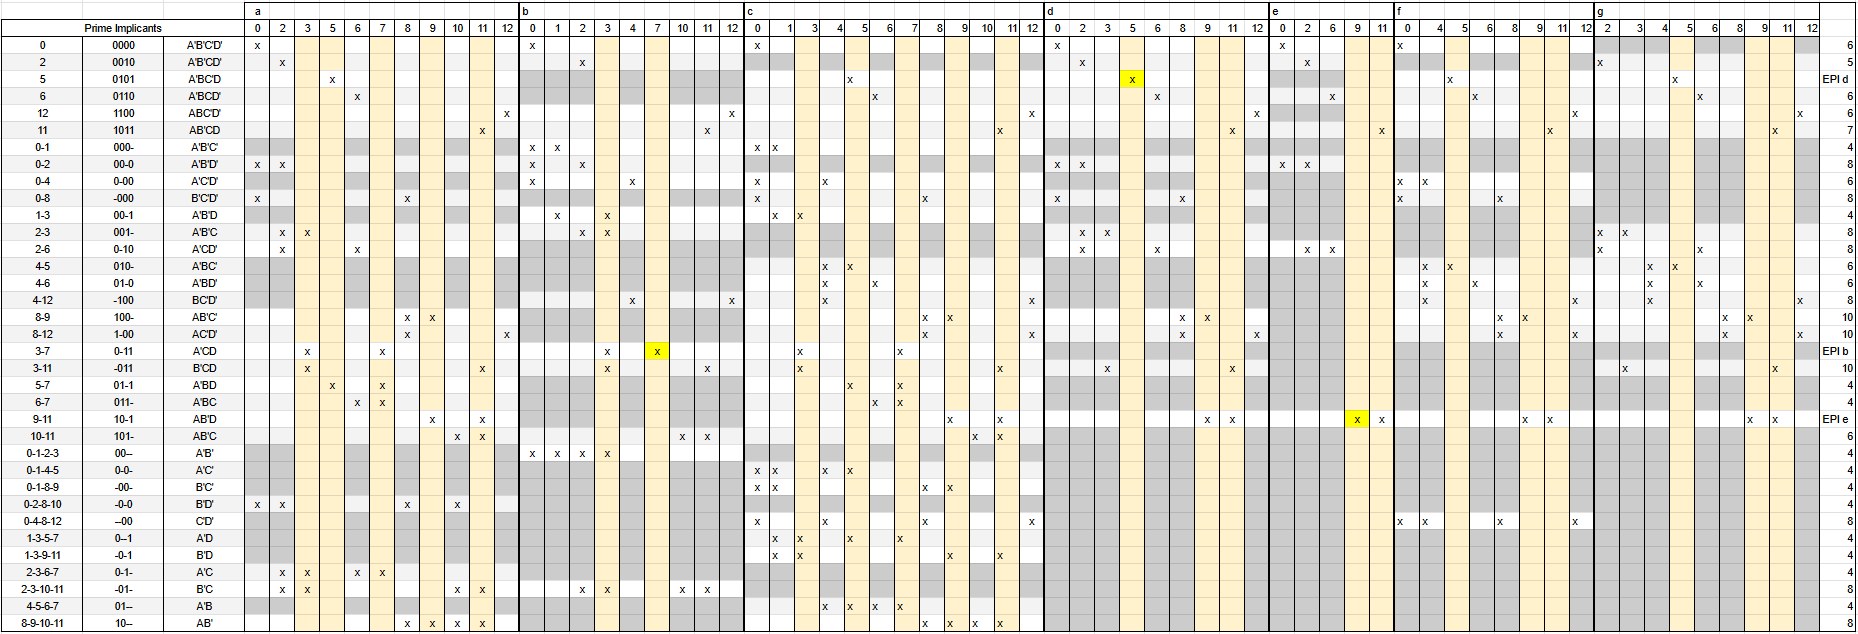 a b c d e f g
Prime Implicants 0 2 3 5 6 7 8 9 10 11 12 0 1 2 3 4 7 10 11 12 0 1 3 4 5 6 7 8 9 10 11 12 0 2 3 5 6 8 9 11 12 0 2 6 9 11 0 4 5 6 8 9 11 12 2 3 4 5 6 8 9 11 12
0 0000 A'B'C'D' x x x x x x 6
2 0010 A'B'CD' x x x x x 5
5 0101 A'BC'D x x x x x EPI d
6 0110 A'BCD' x x x x x x 6
12 1100 ABC'D' x x x x x x 6
11 1011 AB'CD x x x x x x x 7
0-1 000- A'B'C' x x x x 4
0-2 00-0 A'B'D' x x x x x x x x 8
0-4 0-00 A'C'D' x x x x x x 6
0-8 -000 B'C'D' x x x x x x x x 8
1-3 00-1 A'B'D x x x x 4
2-3 001- A'B'C x x x x x x x x 8
2-6 0-10 A'CD' x x x x x x x x 8
4-5 010- A'BC' x x x x x x 6
4-6 01-0 A'BD' x x x x x x 6
4-12 -100 BC'D' x x x x x x x x 8
8-9 100- AB'C' x x x x x x x x x x 10
8-12 1-00 AC'D' x x x x x x x x x x 10
3-7 0-11 A'CD x x x x x x EPI b
3-11 -011 B'CD x x x x x x x x x x 10
5-7 01-1 A'BD x x x x 4
6-7 011- A'BC x x x x 4
9-11 10-1 AB'D x x x x x x x x x x x x EPI e
10-11 101- AB'C x x x x x x 6
0-1-2-3 00-- A'B' x x x x 4
0-1-4-5 0-0- A'C' x x x x 4
0-1-8-9 -00- B'C' x x x x 4
0-2-8-10 -0-0 B'D' x x x x 4
0-4-8-12 --00 C'D' x x x x x x x x 8
1-3-5-7 0--1 A'D x x x x 4
1-3-9-11 -0-1 B'D x x x x 4
2-3-6-7 0-1- A'C x x x x 4
2-3-10-11 -01- B'C x x x x x x x x 8
4-5-6-7 01-- A'B x x x x 4
8-9-10-11 10-- AB' x x x x x x x x 8